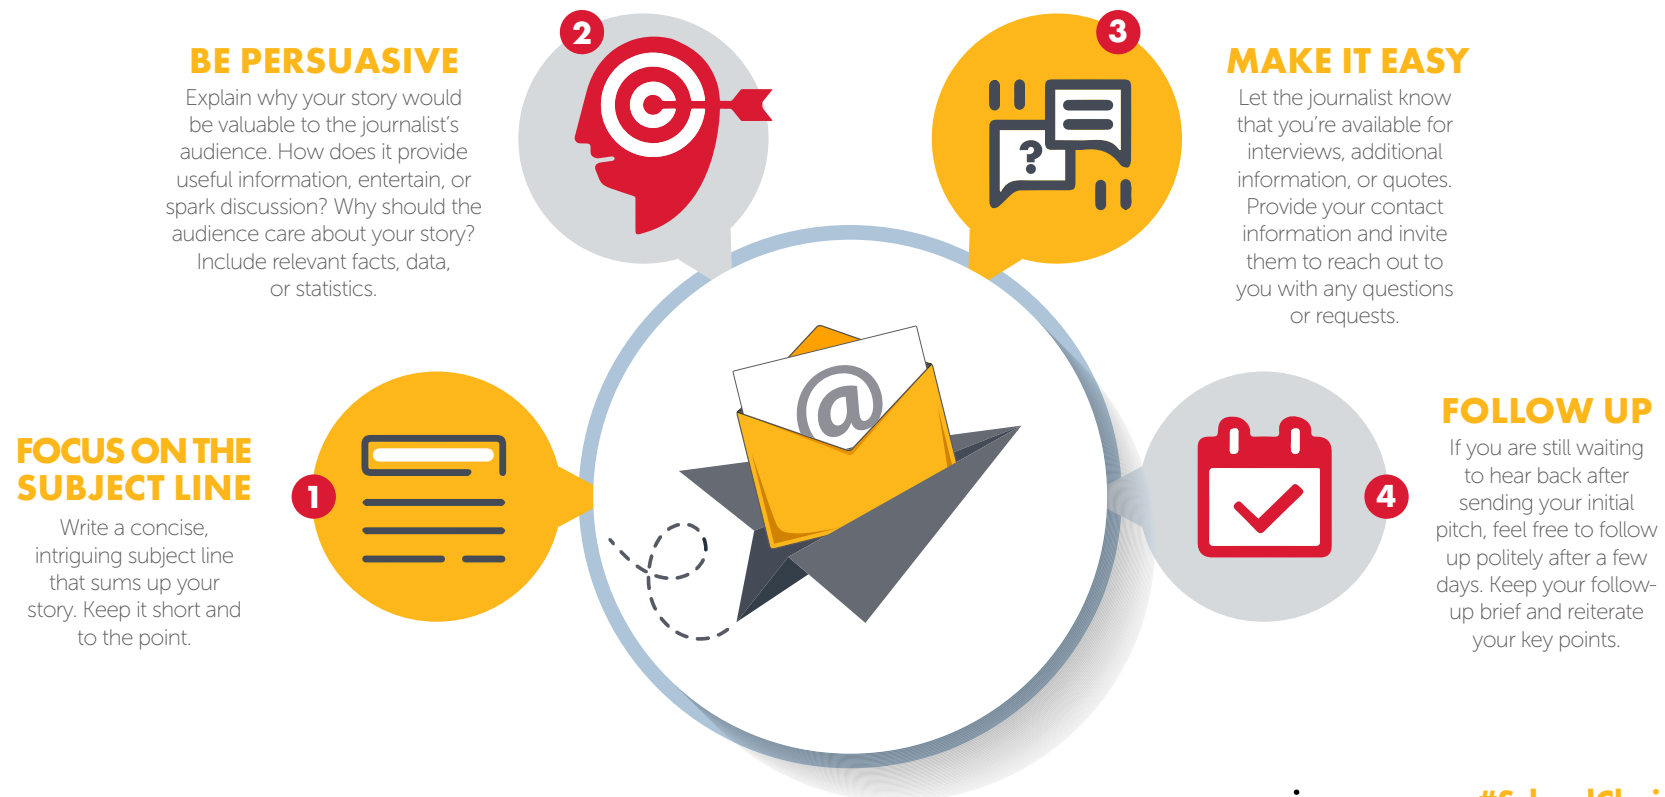 1
FOCUS ON THE
SUBJECT LINE
Write a concise,
intriguing subject line
that sums up your
story. Keep it short and
to the point.
2
BE PERSUASIVE
Explain why your story would
be valuable to the journalist's
audience. How does it provide
useful information, entertain, or
spark discussion? Why should the
audience care about your story?
Include relevant facts, data,
or statistics.
3
MAKE IT EASY
Let the journalist know
that you're available for
interviews, additional
information, or quotes.
Provide your contact
information and invite
them to reach out to
you with any questions
or requests.
?
4
FOLLOW UP
If you are still waiting
to hear back after
sending your initial
pitch, feel free to follow
up politely after a few
days. Keep your follow-
up brief and reiterate
your key points.
@